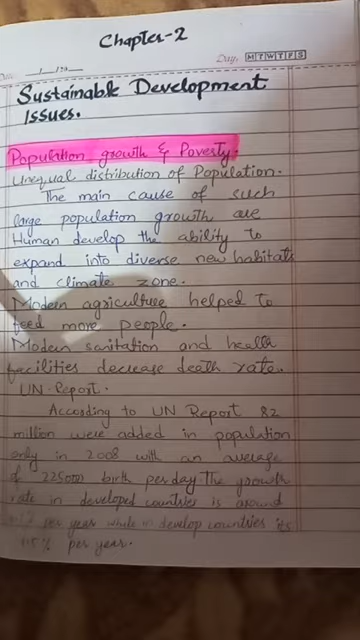 Chapter-2
Day: M T W T F S
Sustainable Development
Issues.
Population growth & Poverty.
Unequal distribution of Population.
The main cause of such
large population growth are
Human develop the ability to
expand into diverse new habitats
and climate zone.
Modern agriculture helped to
feed more people.
Modern sanitation and health
facilities decrease death rate.
UN-Report.
According to UN Report 82
million were added in population
only in 2008 with an average
of 225000 birth per day. The growth
rate in developed countries is around
per year while in develop countries its
per year.